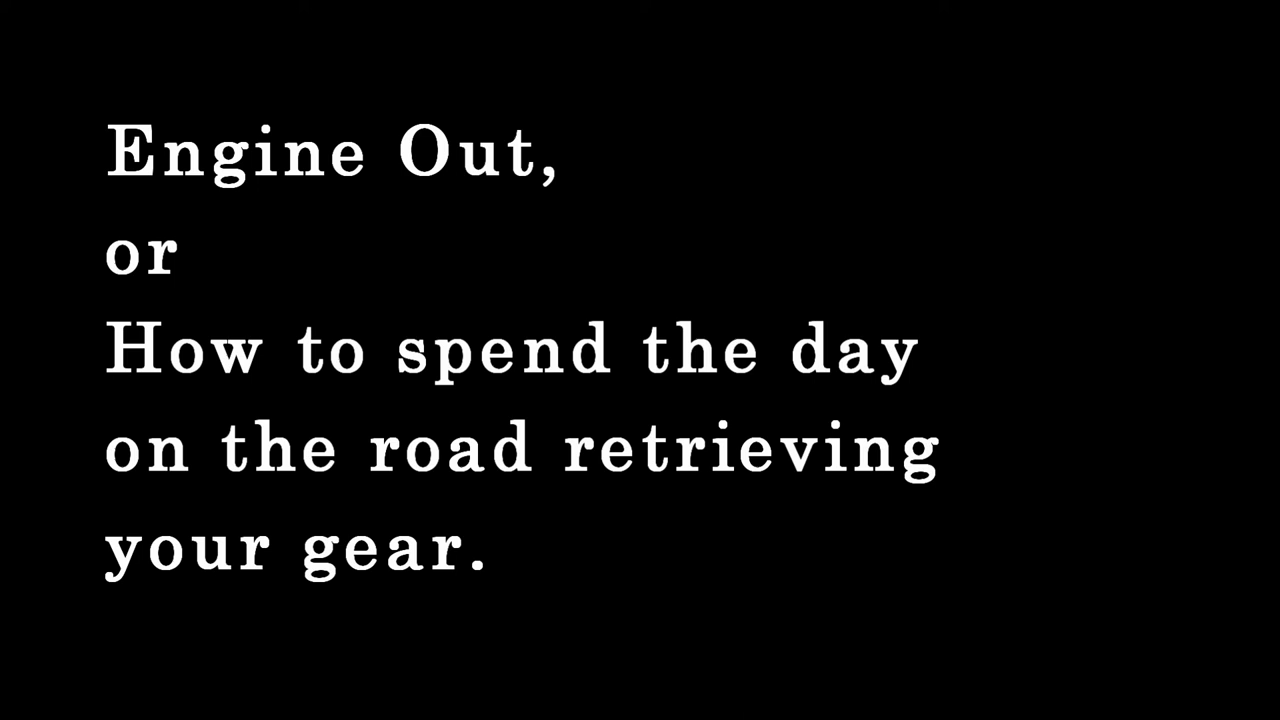 Engine Out,
or
How to spend the day
on the road retrieving
your gear.